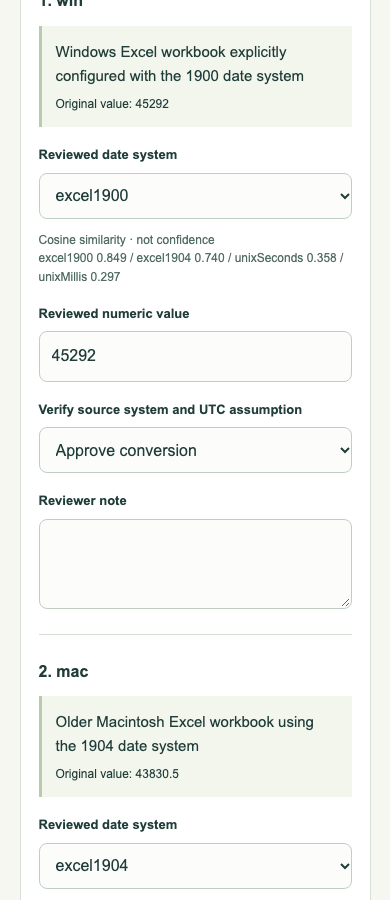 1. win
Windows Excel workbook explicitly
configured with the 1900 date system
Original value: 45292
Reviewed date system
excel1900
Cosine similarity · not confidence
excel1900 0.849 / excel1904 0.740 / unixSeconds 0.358 /
unixMillis 0.297
Reviewed numeric value
45292
Verify source system and UTC assumption
Approve conversion
Reviewer note
2. mac
Older Macintosh Excel workbook using
the 1904 date system
Original value: 43830.5
Reviewed date system
excel1904